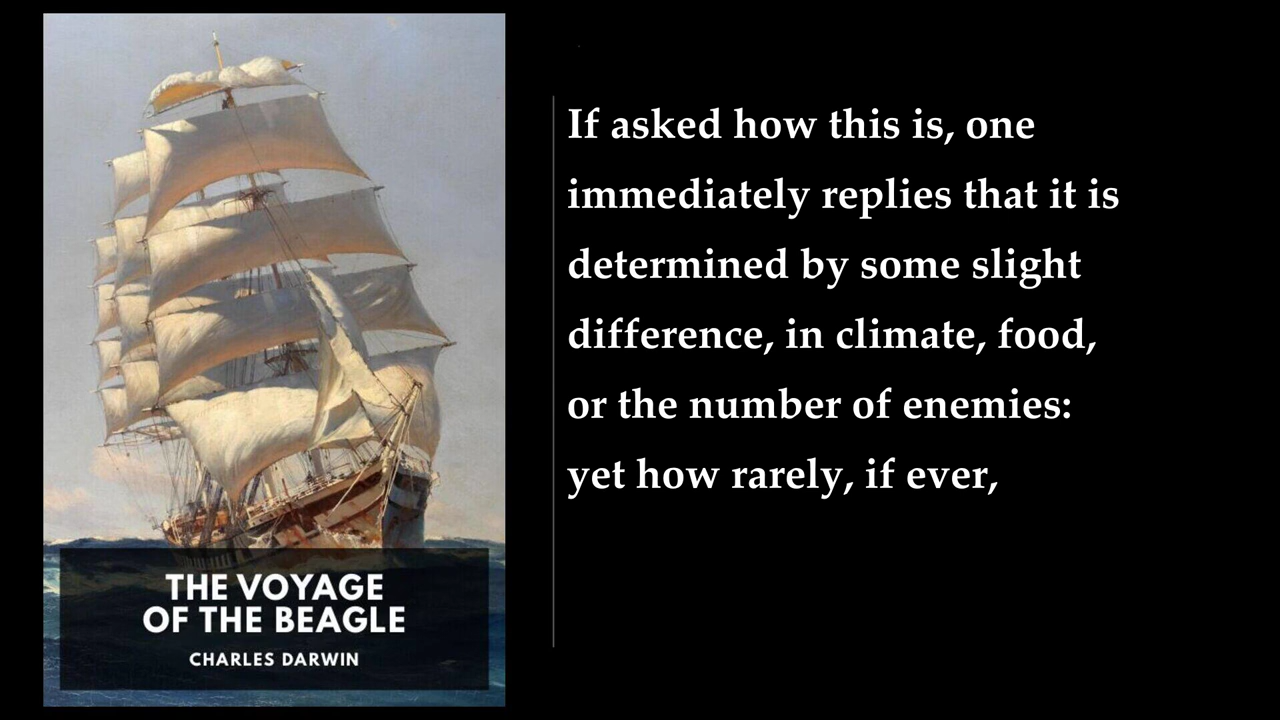 THE VOYAGE
OF THE BEAGLE
CHARLES DARWIN
If asked how this is, one
immediately replies that it is
determined by some slight
difference, in climate, food,
or the number of enemies:
yet how rarely, if ever,